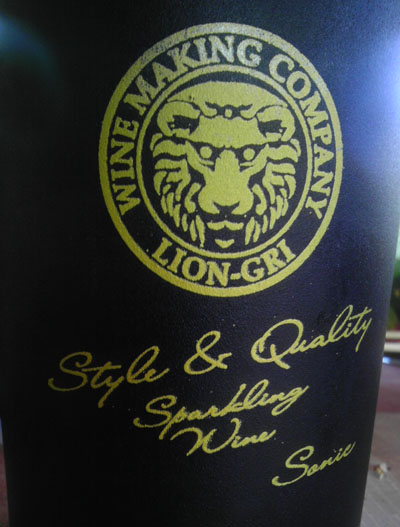 WINE MAKING COMPANY
LION-GRI
Style & Quality
Sparkling
Wine
Sonic